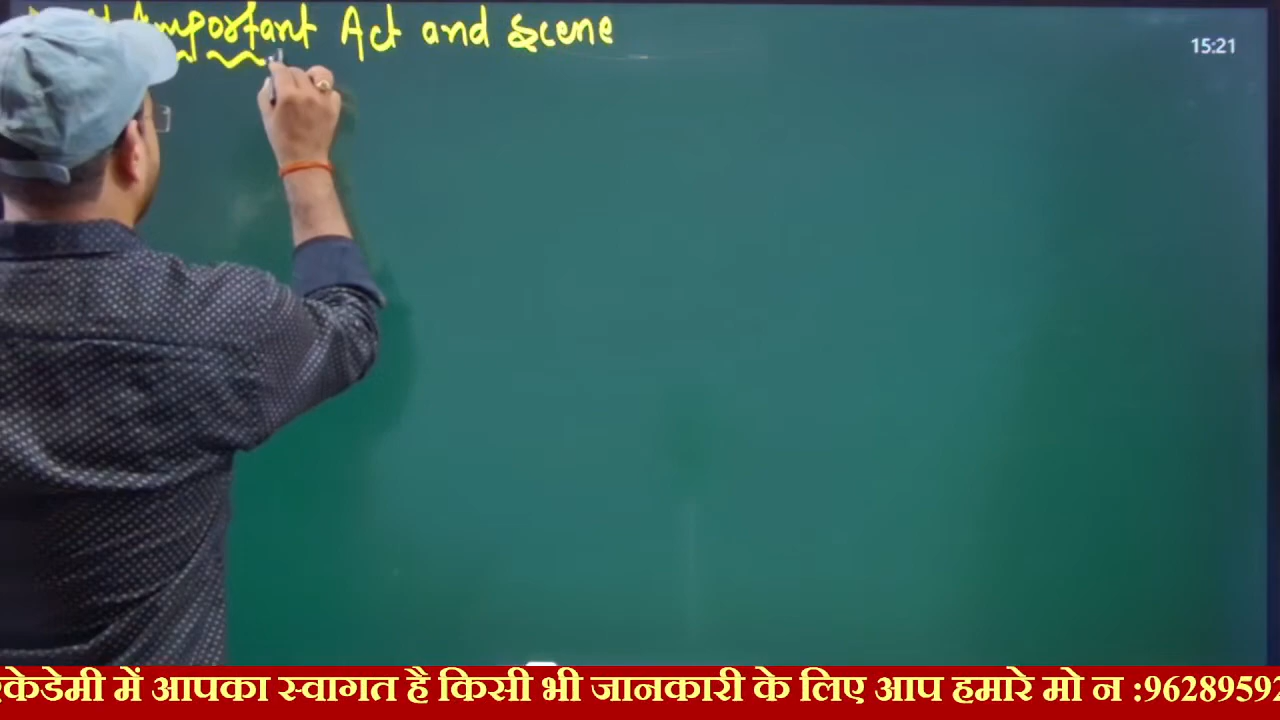 Important Act and Scene
15:21
केडेमी में आपका स्वागत है किसी भी जानकारी के लिए आप हमारे मो न :9628959